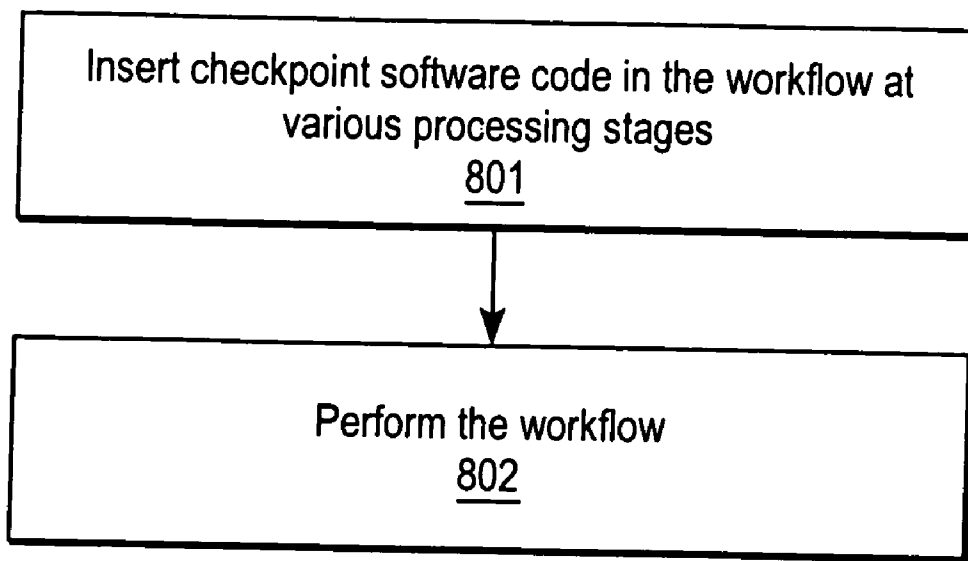 Insert checkpoint software code in the workflow at
various processing stages
801
Perform the workflow
802